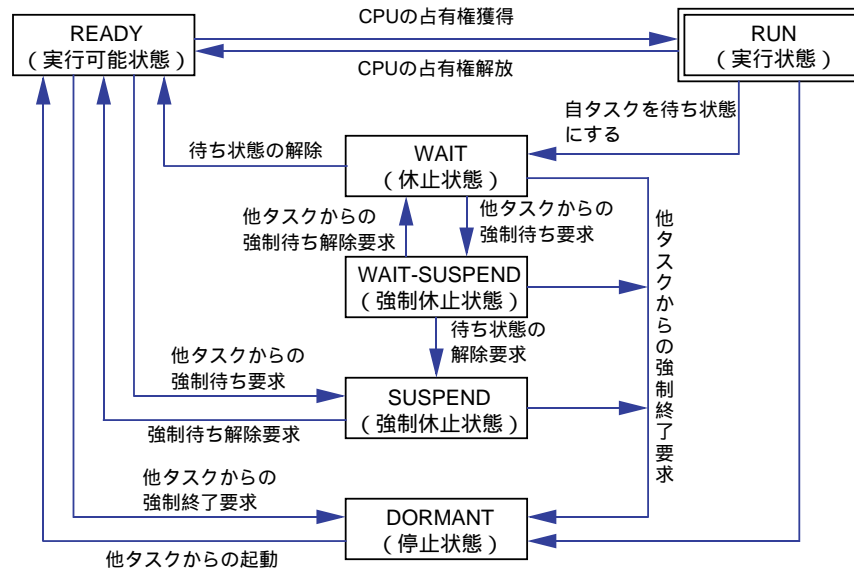 CPUの占有権獲得
READY
（実行可能状態）
RUN
（実行状態）
CPUの占有権解放
自タスクを待ち状態
にする
待ち状態の解除
WAIT
（休止状態）
他タスクからの
強制待ち解除要求
他タスクからの
強制待ち要求
他タスクからの強制終了要求
WAIT-SUSPEND
（強制休止状態）
待ち状態の
解除要求
他タスクからの
強制待ち要求
SUSPEND
（強制休止状態）
強制待ち解除要求
他タスクからの
強制終了要求
DORMANT
（停止状態）
他タスクからの起動